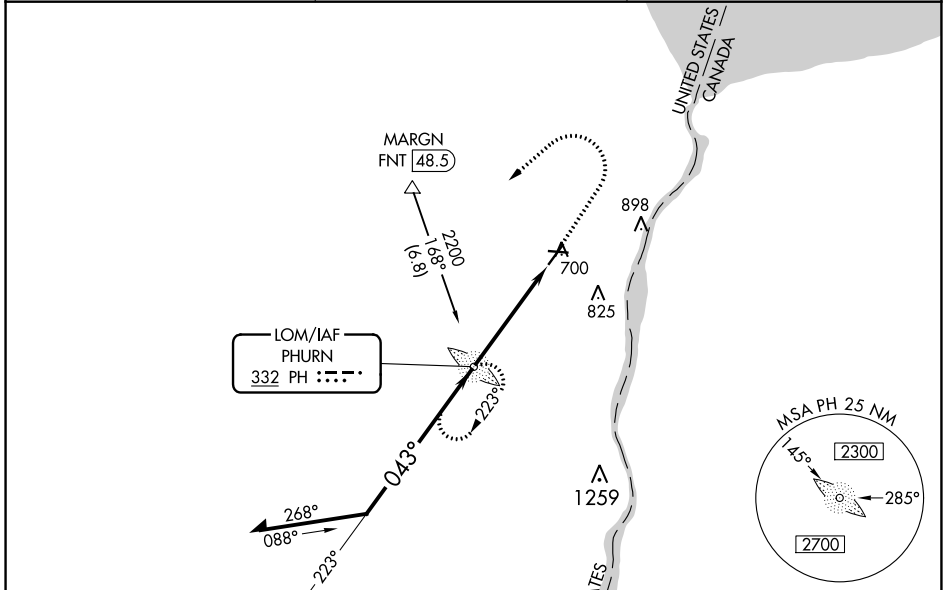 UNITED STATES
CANADA
MARGN
FNT 48.5
2200
168°
(6.8)
898
700
825
LOM/IAF
PHURN
332 PH
223°
043°
1259
268°
088°
223°
MSA PH 25 NM
145°
2300
285°
2700